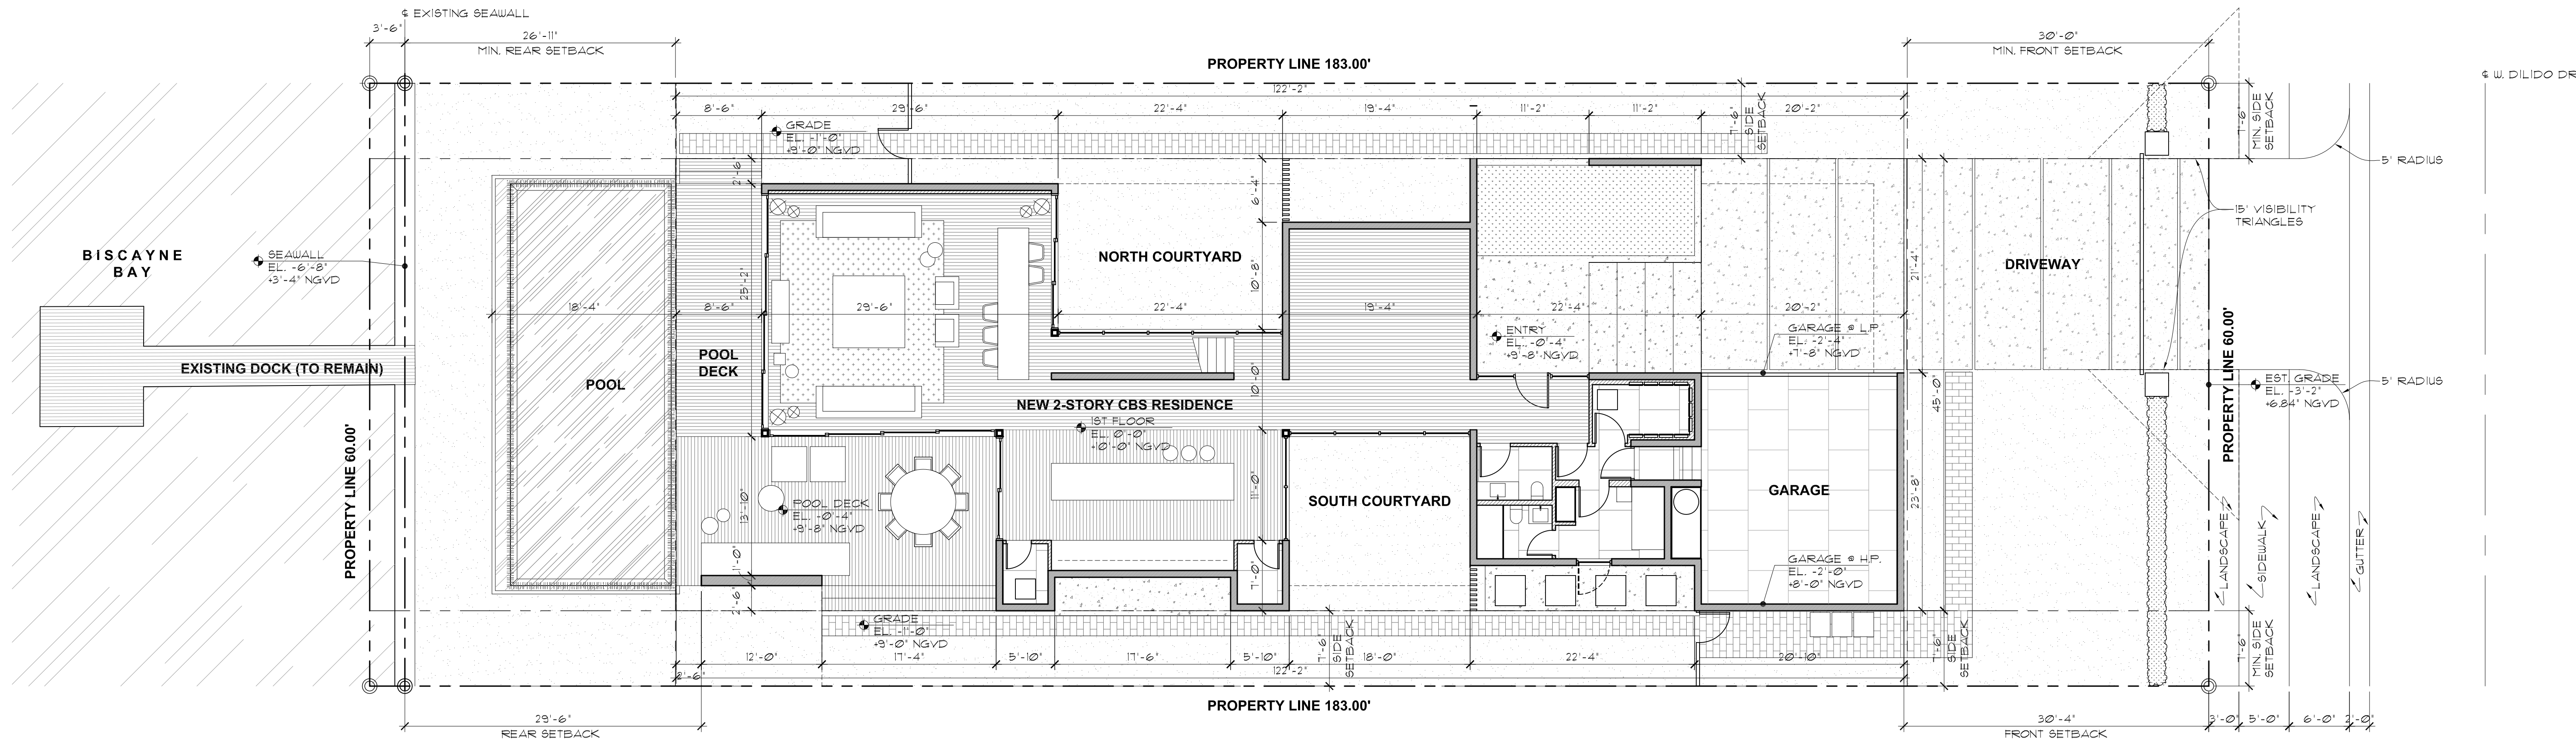 ℄ EXISTING SEAWALL
3'-6"
26'-11"
MIN. REAR SETBACK
30'-0"
MIN. FRONT SETBACK
PROPERTY LINE 183.00'
℄ W. DILIDO DR
122'-2"
8'-6"
29'-6"
22'-4"
19'-4"
11'-2"
11'-2"
20'-2"
7'-6"
SIDE
SETBACK
7'-6"
MIN. SIDE
SETBACK
GRADE
EL. -1'-0"
+9'-0" NGVD
2'-6"
5' RADIUS
6'-4"
15' VISIBILITY
TRIANGLES
BISCAYNE
BAY
SEAWALL
EL. -6'-8"
+3'-4" NGVD
NORTH COURTYARD
DRIVEWAY
25'-2"
10'-8"
21'-4"
18'-4"
8'-6"
29'-6"
22'-4"
19'-4"
22'-4"
20'-2"
ENTRY
EL. -0'-4"
+9'-8" NGVD
GARAGE @ L.P.
EL. -2'-4"
+7'-8" NGVD
POOL
DECK
EXISTING DOCK (TO REMAIN)
POOL
10'-0"
PROPERTY LINE 60.00'
EST. GRADE
EL. -3'-2"
+6.84" NGVD
5' RADIUS
45'-0"
NEW 2-STORY CBS RESIDENCE
1ST FLOOR
EL. 0'-0"
+10'-0" NGVD
PROPERTY LINE 60.00'
13'-10"
POOL DECK
EL. -0'-4"
+9'-8" NGVD
11'-0"
SOUTH COURTYARD
GARAGE
23'-8"
LANDSCAPE
SIDEWALK
LANDSCAPE
GUTTER
1'-0"
2'-6"
7'-0"
GARAGE @ H.P.
EL. -2'-0"
+8'-0" NGVD
GRADE
EL. -1'-0"
+9'-0" NGVD
7'-6"
SIDE
SETBACK
7'-6"
SIDE
SETBACK
7'-6"
MIN. SIDE
SETBACK
12'-0"
17'-4"
5'-10"
17'-6"
5'-10"
18'-0"
22'-4"
20'-10"
2'-6"
122'-2"
PROPERTY LINE 183.00'
29'-6"
REAR SETBACK
30'-4"
FRONT SETBACK
3'-0"
5'-0"
6'-0"
2'-0"